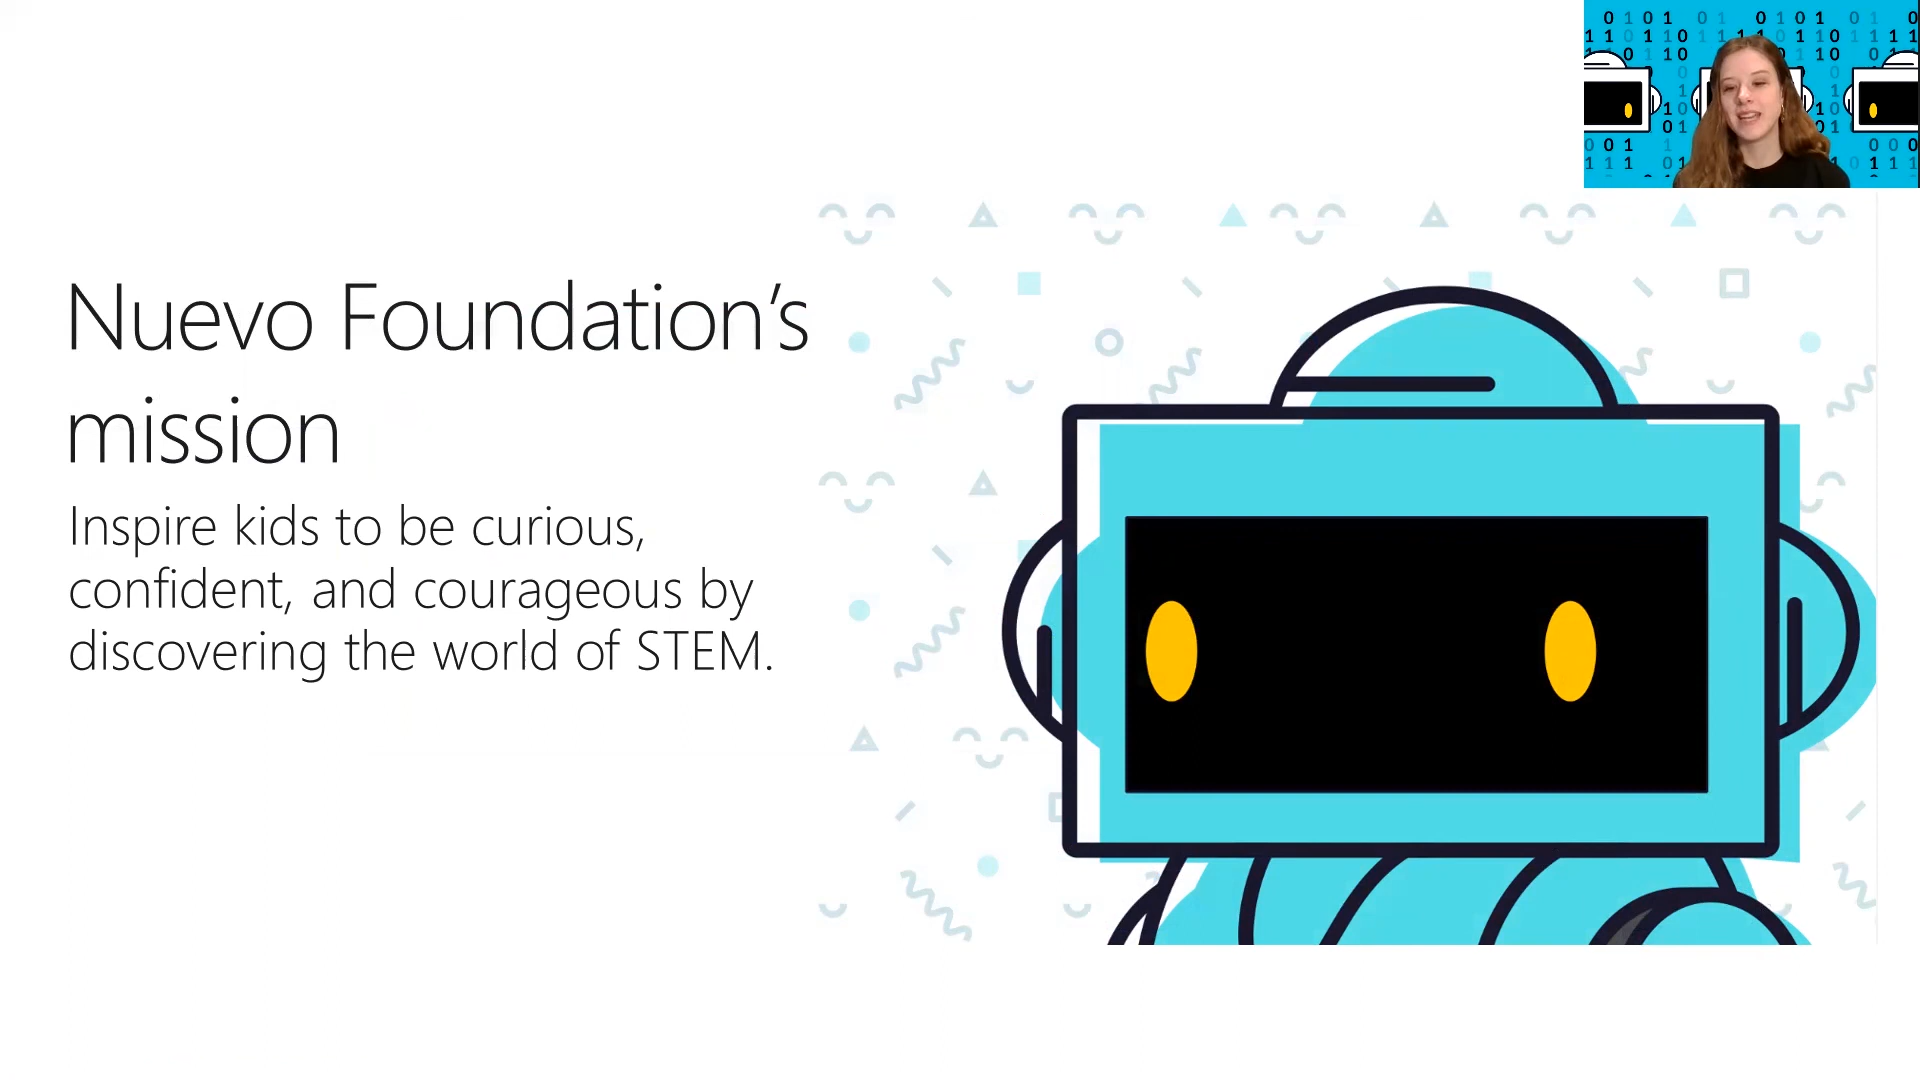 Nuevo Foundation’s
mission
Inspire kids to be curious,
confident, and courageous by
discovering the world of STEM.